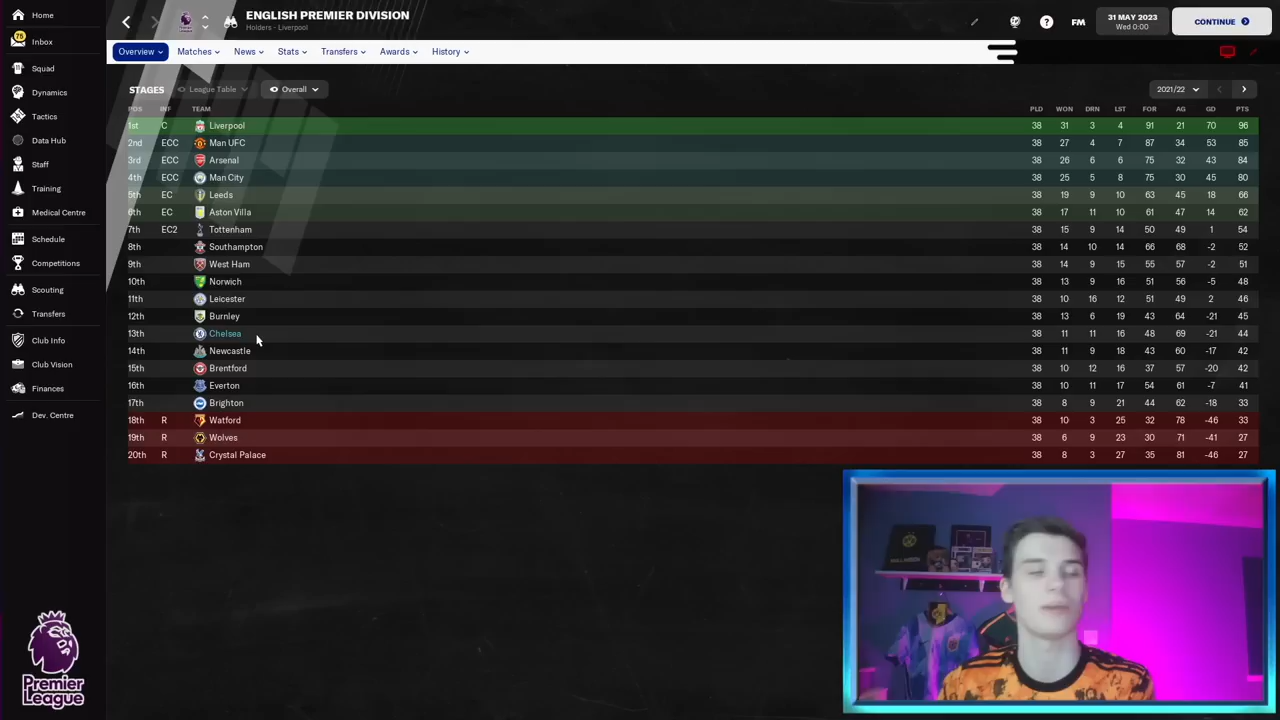 Home
ENGLISH PREMIER DIVISION
Holders - Liverpool
FM
31 MAY 2023
Wed 0:00
CONTINUE
75
Inbox
Overview Matches News Stats Transfers Awards History
Squad
Dynamics
Tactics
Data Hub
Staff
Training
Medical Centre
Schedule
Competitions
Scouting
Transfers
Club Info
Club Vision
Finances
Dev. Centre
Premier
League
STAGES League Table Overall 2021/22
POS INF TEAM PLD WON DRN LST FOR AG GD PTS
1st C Liverpool 38 31 3 4 91 21 70 96
2nd ECC Man UFC 38 27 4 7 87 34 53 85
3rd ECC Arsenal 38 26 6 6 75 32 43 84
4th ECC Man City 38 25 5 8 75 30 45 80
5th EC Leeds 38 19 9 10 63 45 18 66
6th EC Aston Villa 38 17 11 10 61 47 14 62
7th EC2 Tottenham 38 15 9 14 50 49 1 54
8th Southampton 38 14 10 14 66 68 -2 52
9th West Ham 38 14 9 15 55 57 -2 51
10th Norwich 38 13 9 16 51 56 -5 48
11th Leicester 38 10 16 12 51 49 2 46
12th Burnley 38 13 6 19 43 64 -21 45
13th Chelsea 38 11 11 16 48 69 -21 44
14th Newcastle 38 11 9 18 43 60 -17 42
15th Brentford 38 10 12 16 37 57 -20 42
16th Everton 38 10 11 17 54 61 -7 41
17th Brighton 38 8 9 21 44 62 -18 33
18th R Watford 38 10 3 25 32 78 -46 33
19th R Wolves 38 6 9 23 30 71 -41 27
20th R Crystal Palace 38 8 3 27 35 81 -46 27